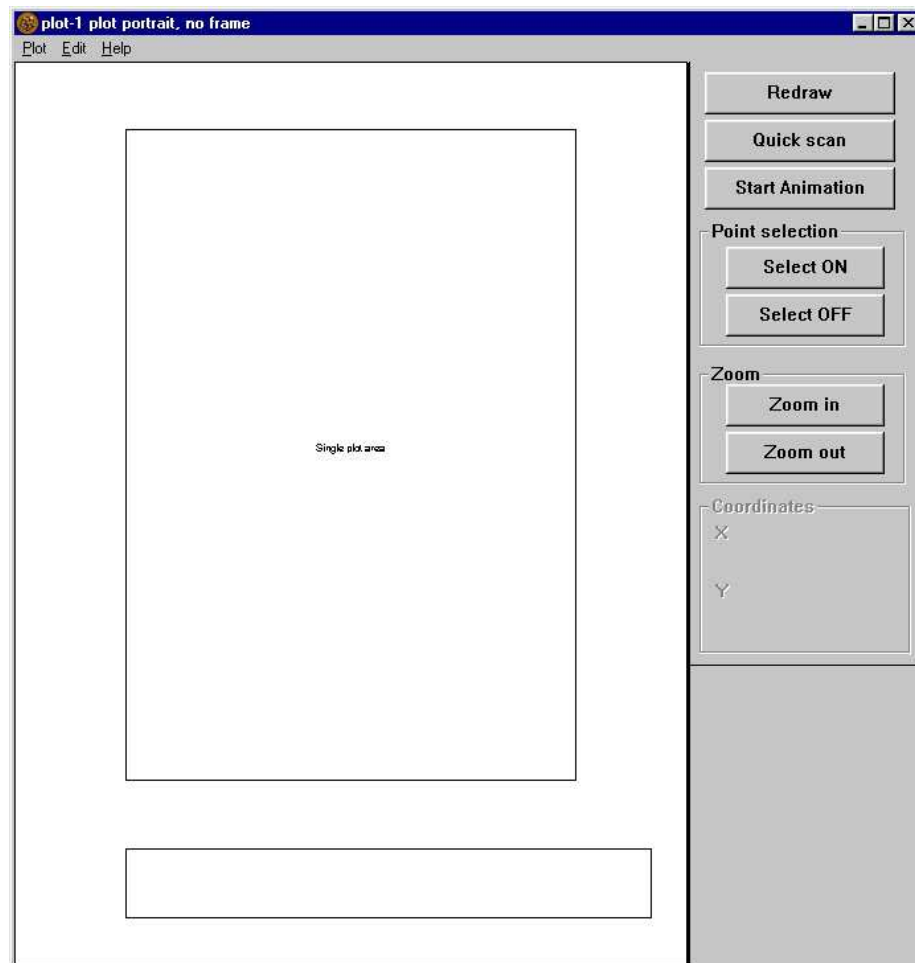 plot-1 plot portrait, no frame
Plot Edit Help
Redraw
Quick scan
Start Animation
Point selection
Select ON
Select OFF
Zoom
Zoom in
Zoom out
Single plot area
Coordinates
X
Y